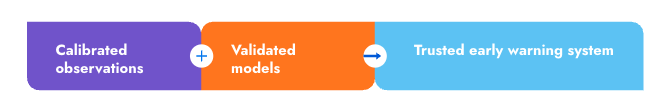 Calibrated
observations
Validated
models
Trusted early warning system